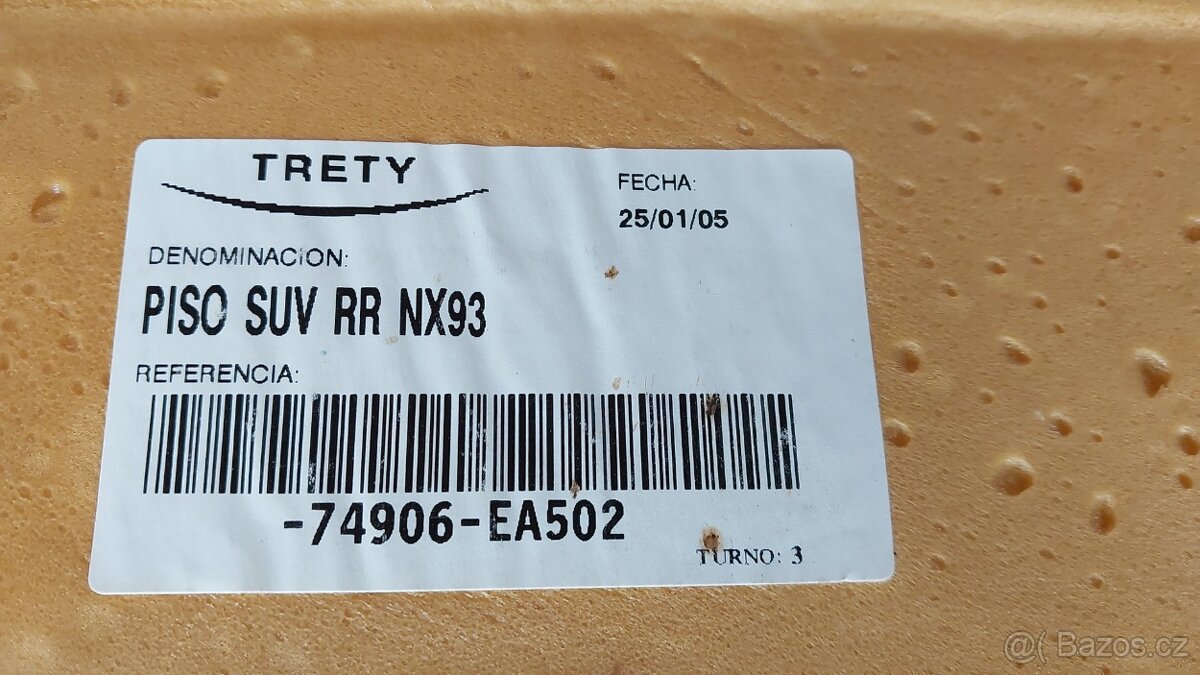 TRETY
FECHA:
25/01/05
DENOMINACION:
PISO SUV RR NX93
REFERENCIA:
-74906-EA502
TURNO: 3
@( Bazos.cz